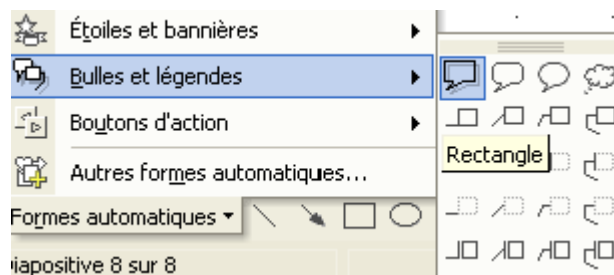 Étoiles et bannières
Bulles et légendes
Boutons d'action
Autres formes automatiques...
Rectangle
Formes automatiques
iapositive 8 sur 8